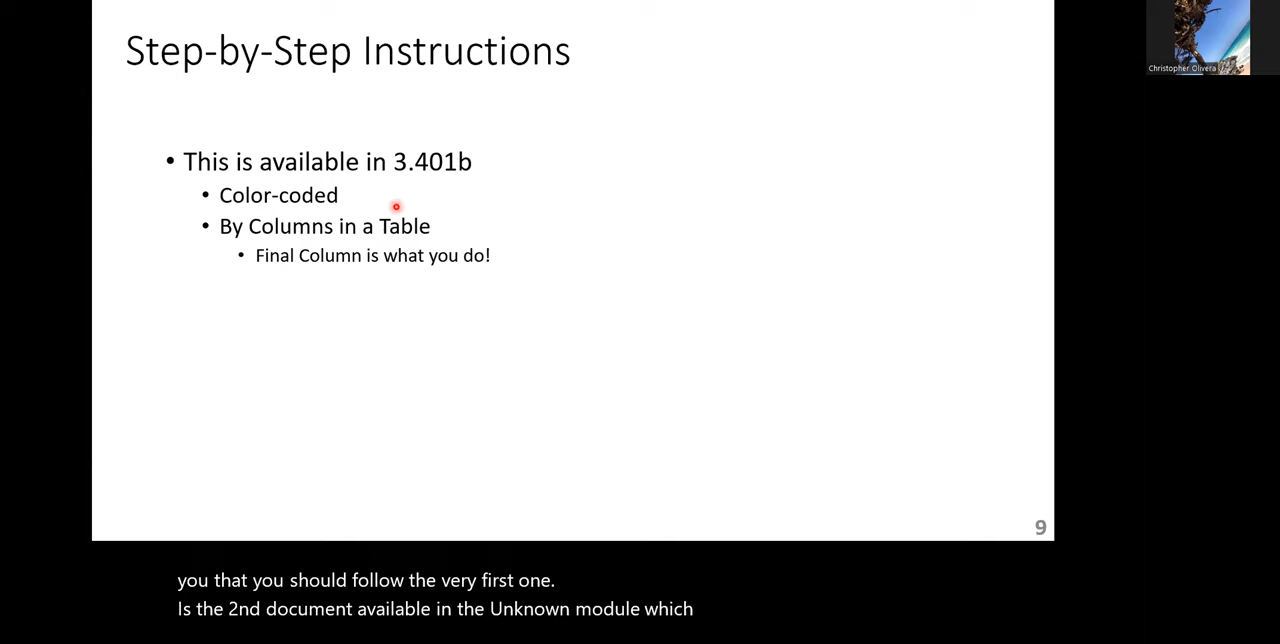 Step-by-Step Instructions
Christopher Olivera
• This is available in 3.401b
• Color-coded
• By Columns in a Table
• Final Column is what you do!
9
you that you should follow the very first one.
Is the 2nd document available in the Unknown module which